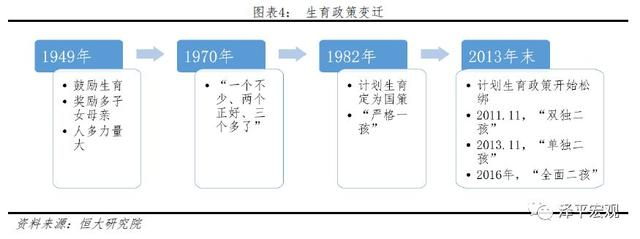 图表4： 生育政策变迁
1949年
鼓励生育
奖励多子
女母亲
人多力量
大
1970年
“一个不
少、两个
正好、三
个多了”
1982年
计划生育
定为国策
“严格一
孩”
2013年末
计划生育政策开始松
绑
2011.11，“双独二
孩”
2013.11，“单独二
孩”
2016年，“全面二孩”
资料来源：恒大研究院
泽平宏观